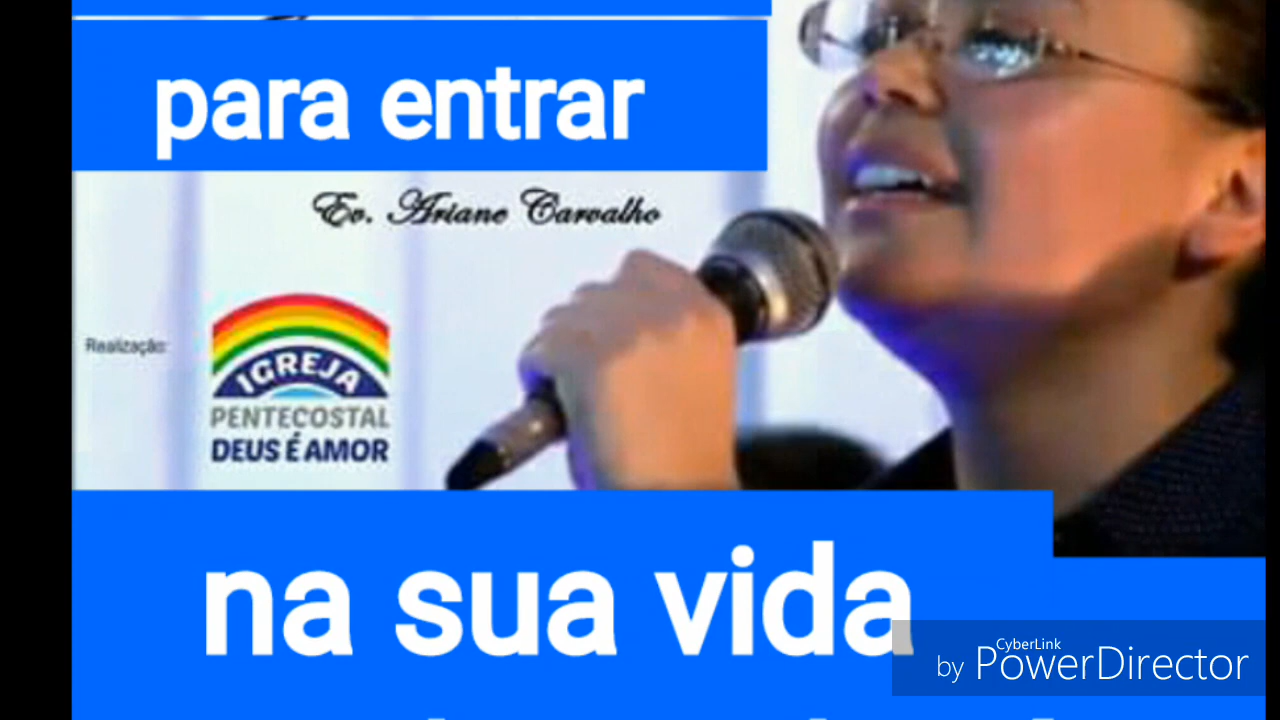 para entrar
Ev. Ariane Carvalho
Realização:
IGREJA
PENTECOSTAL
DEUS É AMOR
na sua vida
CyberLink
by PowerDirector